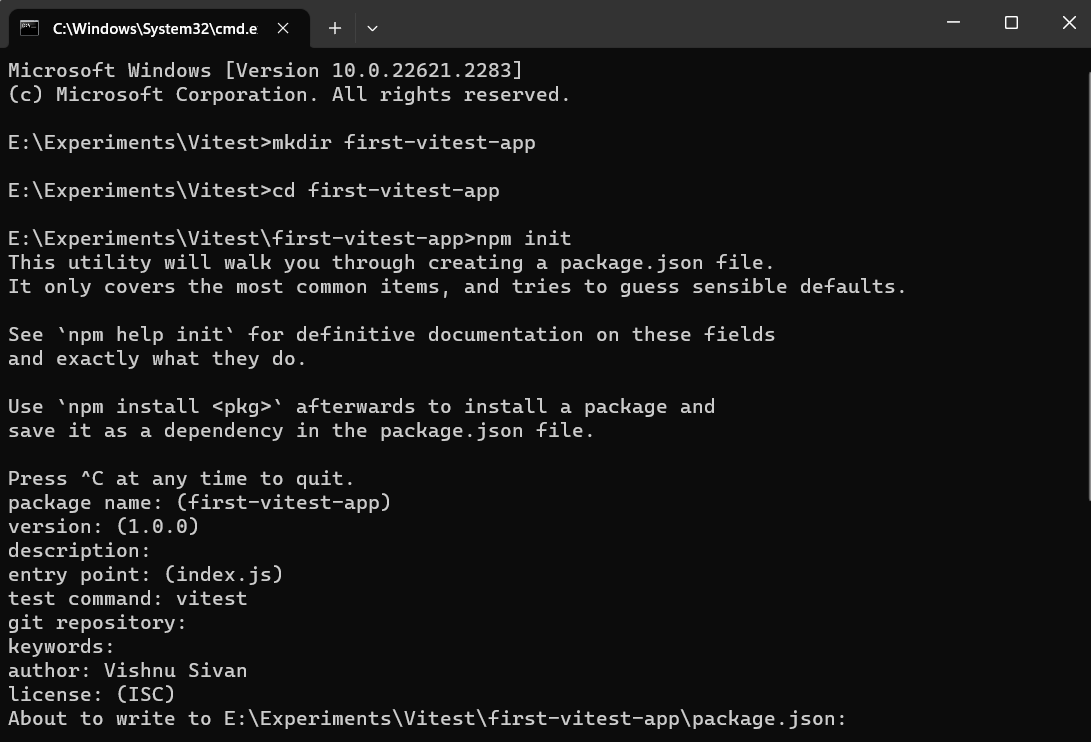 C:\Windows\System32\cmd.e
Microsoft Windows [Version 10.0.22621.2283]
(c) Microsoft Corporation. All rights reserved.
E:\Experiments\Vitest>mkdir first-vitest-app
E:\Experiments\Vitest>cd first-vitest-app
E:\Experiments\Vitest\first-vitest-app>npm init
This utility will walk you through creating a package.json file.
It only covers the most common items, and tries to guess sensible defaults.
See `npm help init` for definitive documentation on these fields
and exactly what they do.
Use `npm install <pkg>` afterwards to install a package and
save it as a dependency in the package.json file.
Press ^C at any time to quit.
package name: (first-vitest-app)
version: (1.0.0)
description:
entry point: (index.js)
test command: vitest
git repository:
keywords:
author: Vishnu Sivan
license: (ISC)
About to write to E:\Experiments\Vitest\first-vitest-app\package.json: